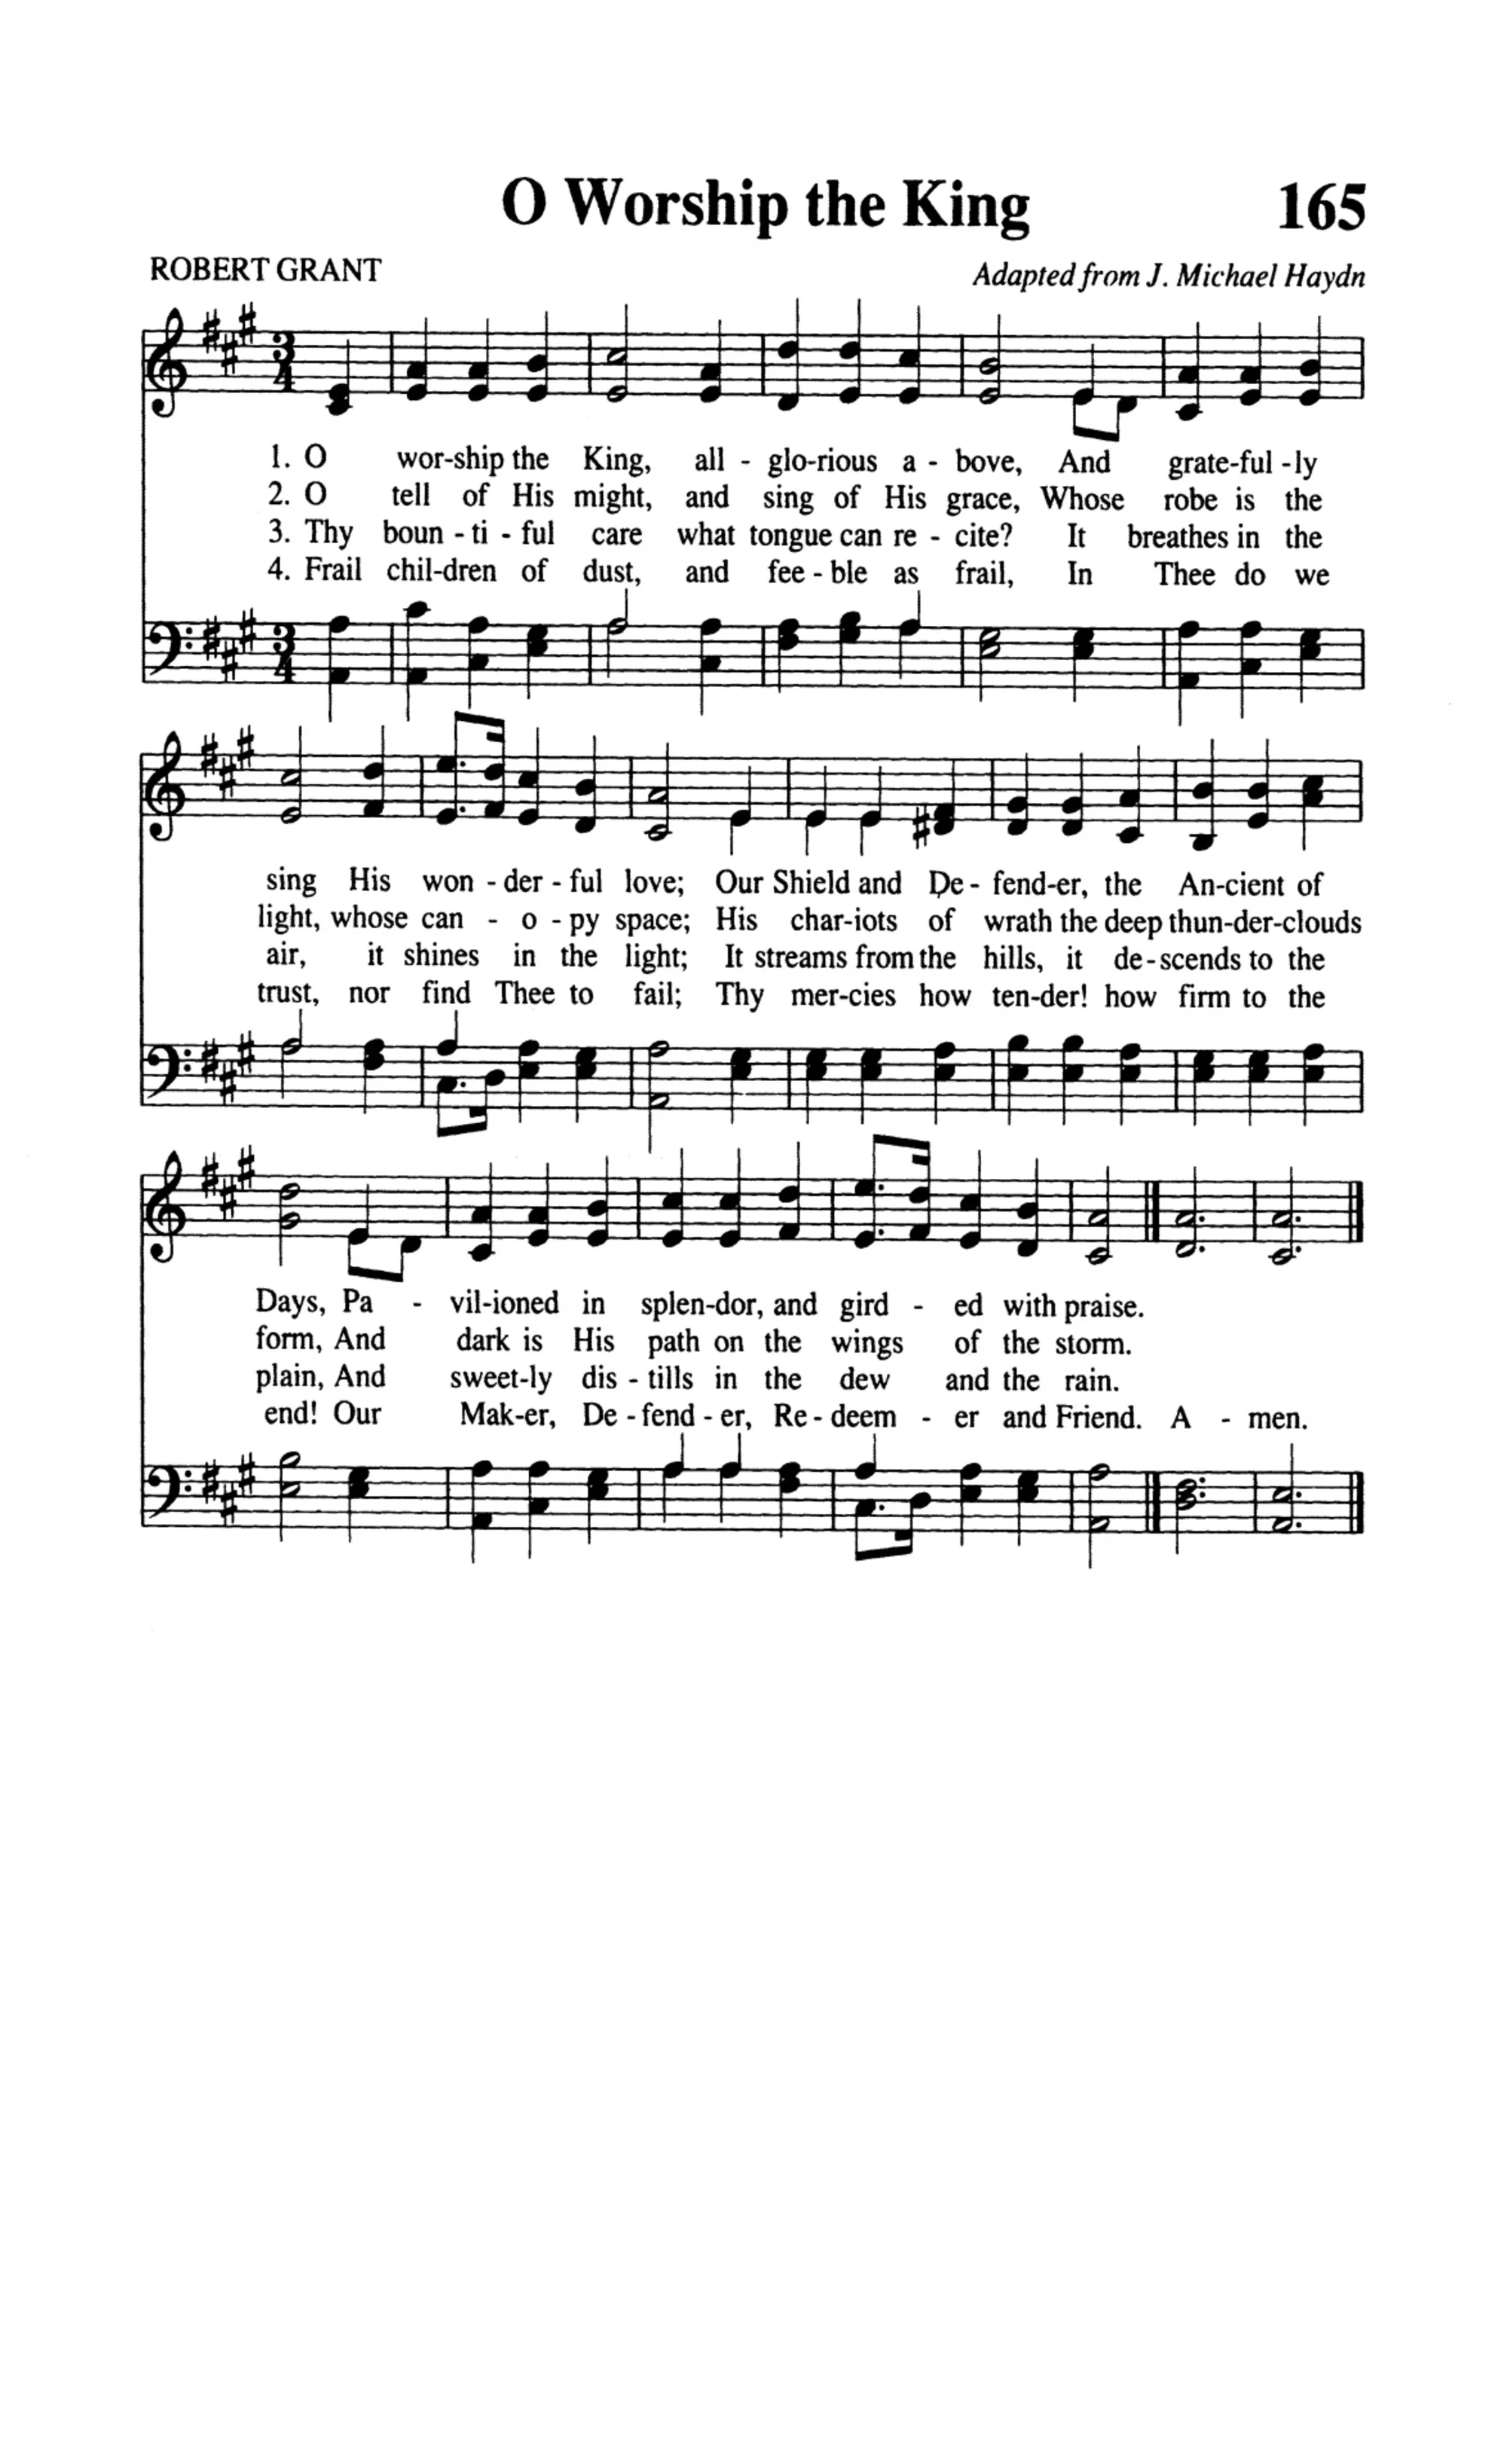 O Worship the King 165
ROBERT GRANT Adapted from J. Michael Haydn
3 4
1. O wor-ship the King, all - glo-rious a - bove, And grate-ful -ly
2. O tell of His might, and sing of His grace, Whose robe is the
3. Thy boun - ti - ful care what tongue can re - cite? It breathes in the
4. Frail chil-dren of dust, and fee - ble as frail, In Thee do we
3 4
sing His won - der - ful love; Our Shield and De - fend-er, the An-cient of
light, whose can - o - py space; His char-iots of wrath the deep thun-der-clouds
air, it shines in the light; It streams from the hills, it de-scends to the
trust, nor find Thee to fail; Thy mer-cies how ten-der! how firm to the
Days, Pa - vil-ioned in splen-dor, and gird - ed with praise.
form, And dark is His path on the wings of the storm.
plain, And sweet-ly dis - tills in the dew and the rain.
end! Our Mak-er, De - fend - er, Re - deem - er and Friend. A - men.